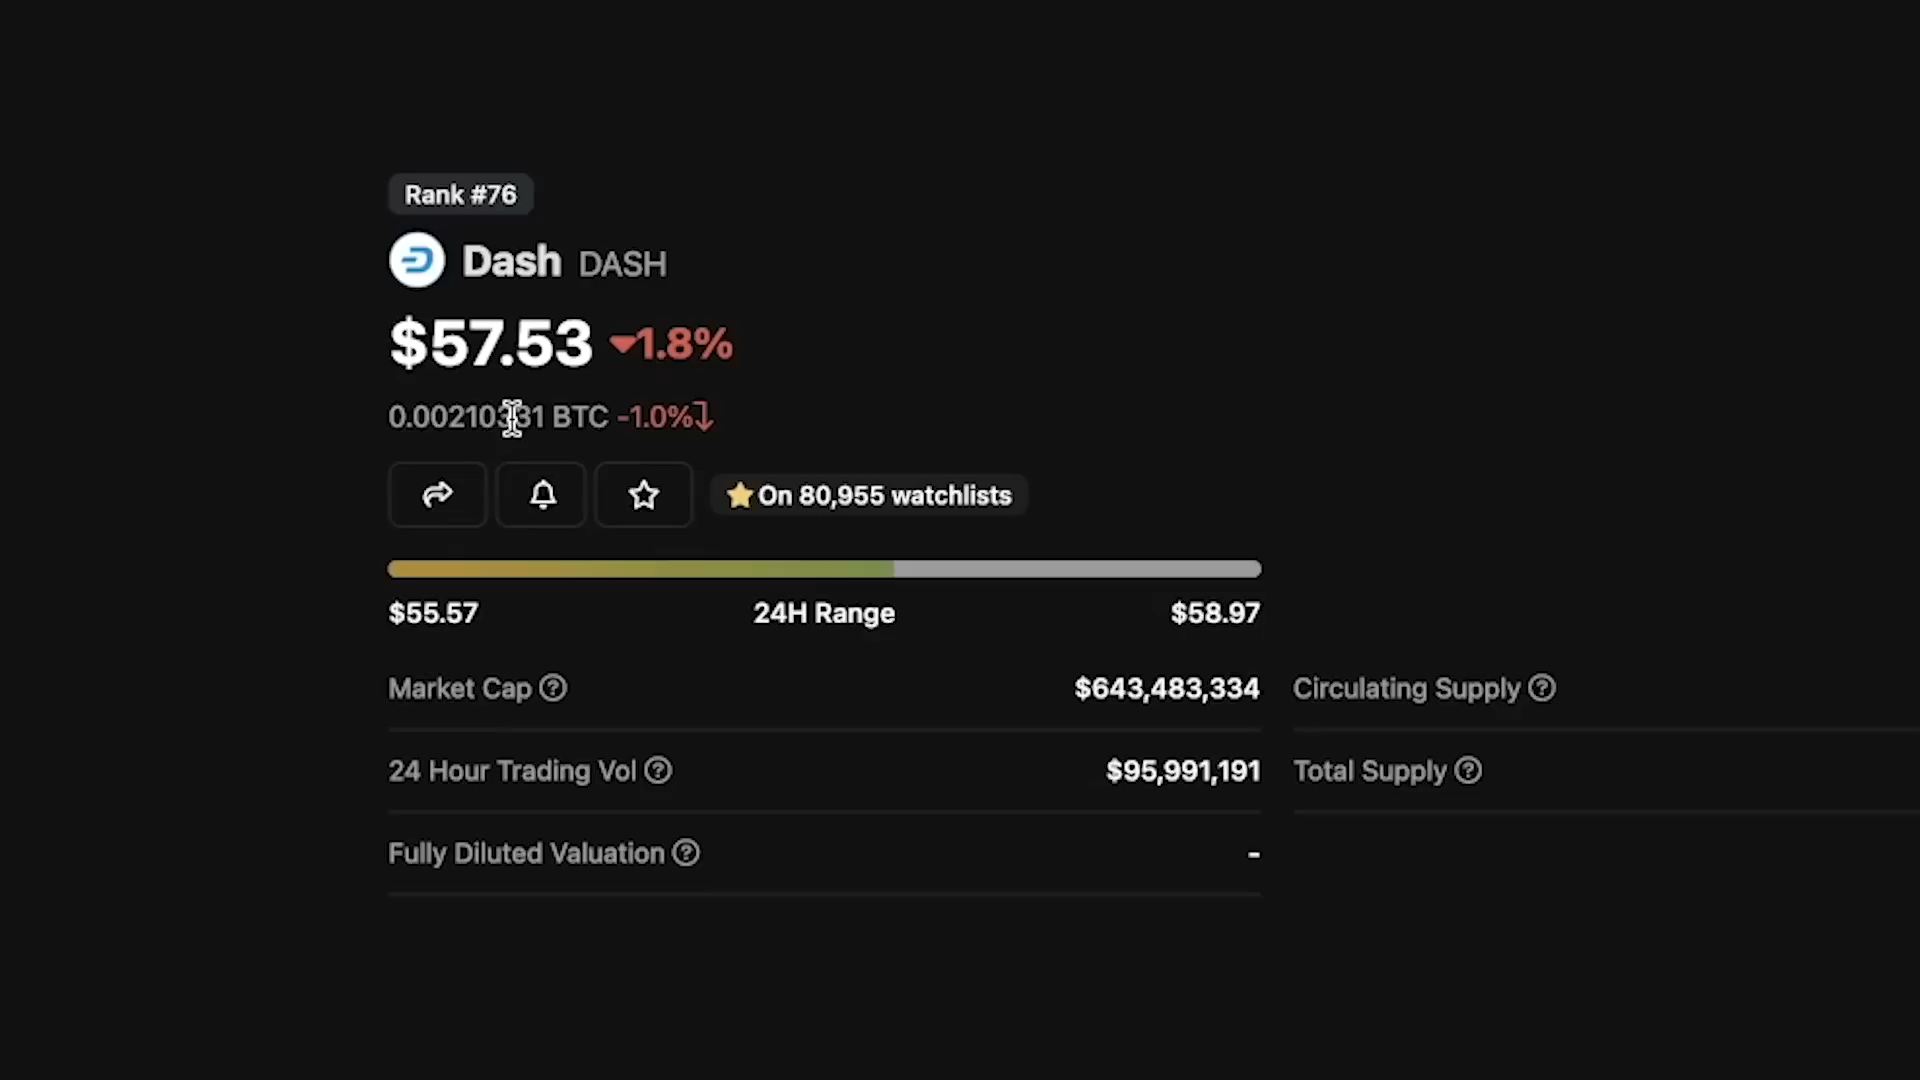 Rank #76
Dash DASH
$57.53 1.8%
BTC -1.0%
On 80,955 watchlists
$55.57 24H Range $58.97
Market Cap $643,483,334 Circulating Supply
24 Hour Trading Vol $95,991,191 Total Supply
Fully Diluted Valuation -